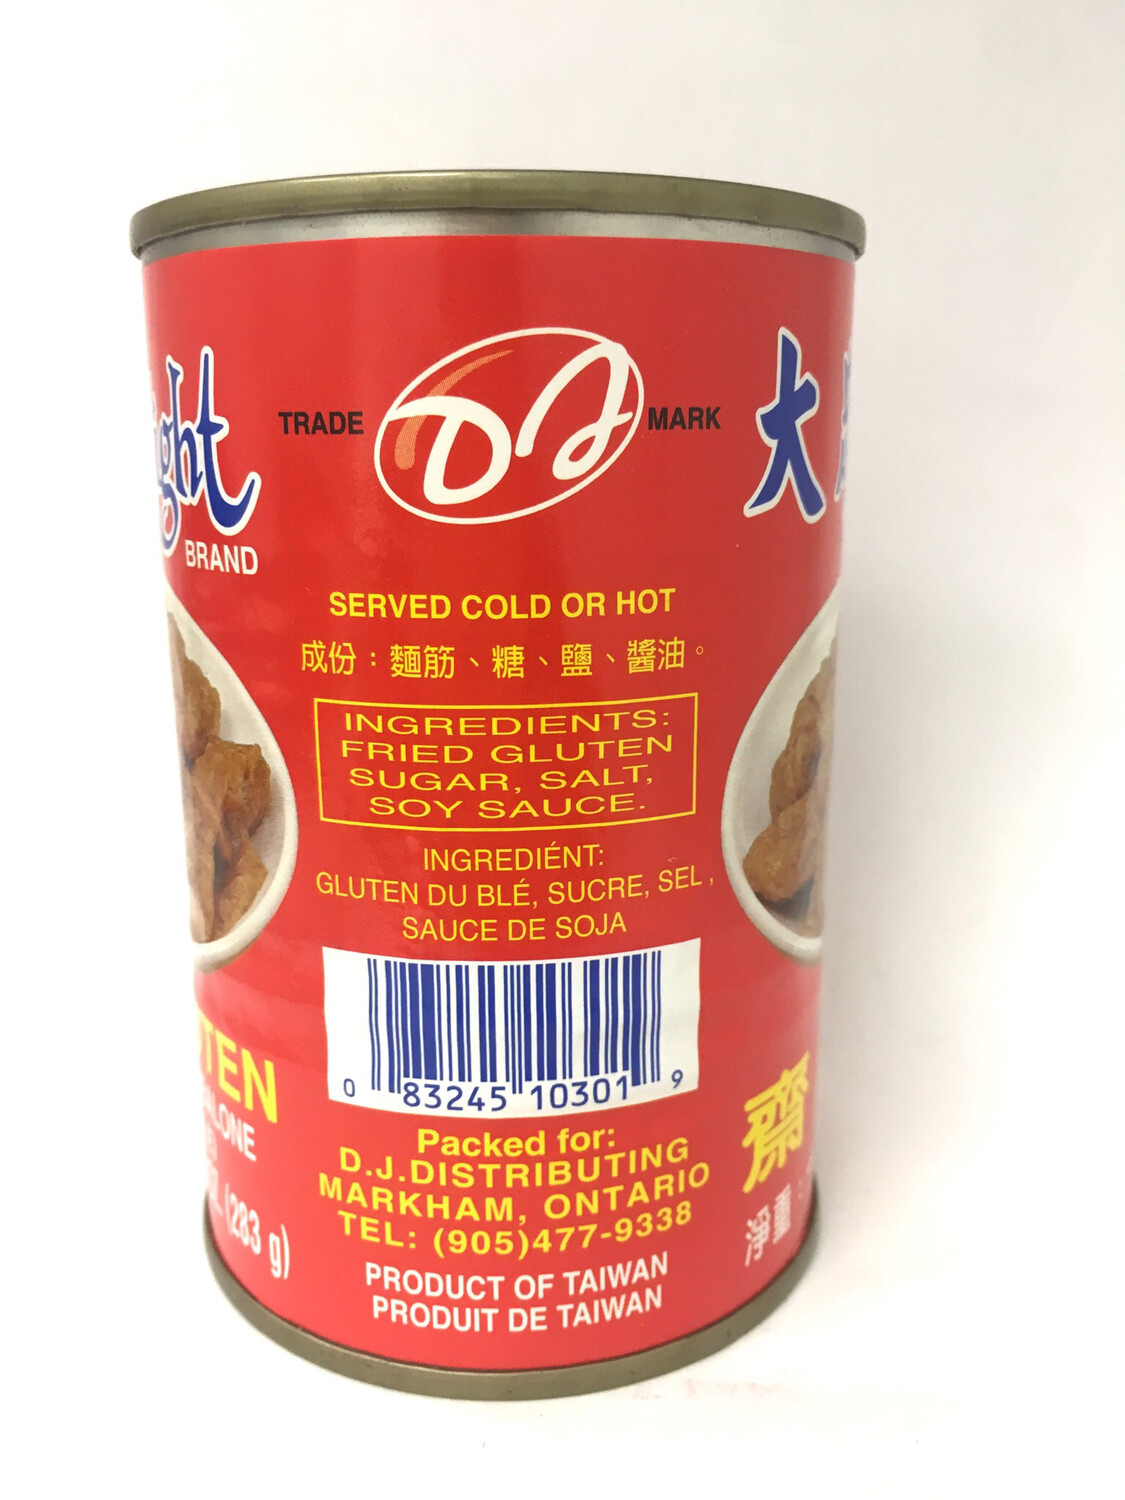 TRADE DJ MARK
BRAND
大
SERVED COLD OR HOT
成份：麵筋、糖、鹽、醬油。
INGREDIENTS:
FRIED GLUTEN
SUGAR, SALT,
SOY SAUCE.
INGREDIÉNT:
GLUTEN DU BLÉ, SUCRE, SEL ,
SAUCE DE SOJA
0 83245 10301 9
Packed for:
D.J.DISTRIBUTING
MARKHAM, ONTARIO
TEL: (905)477-9338
PRODUCT OF TAIWAN
PRODUIT DE TAIWAN
(283 g)
齋
淨重